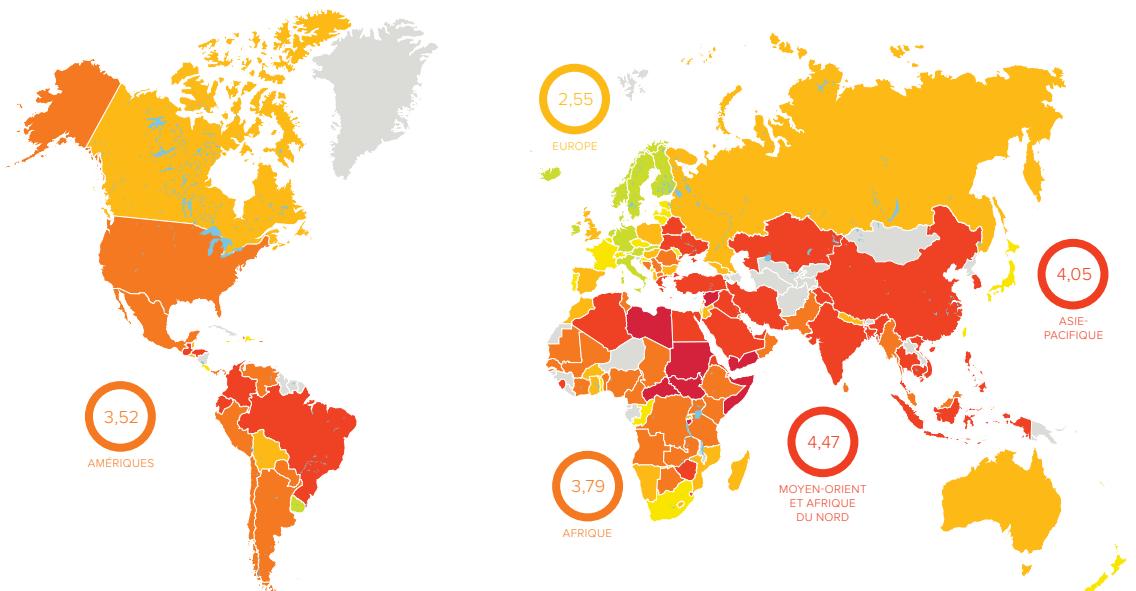 2,55
EUROPE
4,05
ASIE-
PACIFIQUE
3,52
AMÉRIQUES
4,47
MOYEN-ORIENT
ET AFRIQUE
DU NORD
3,79
AFRIQUE